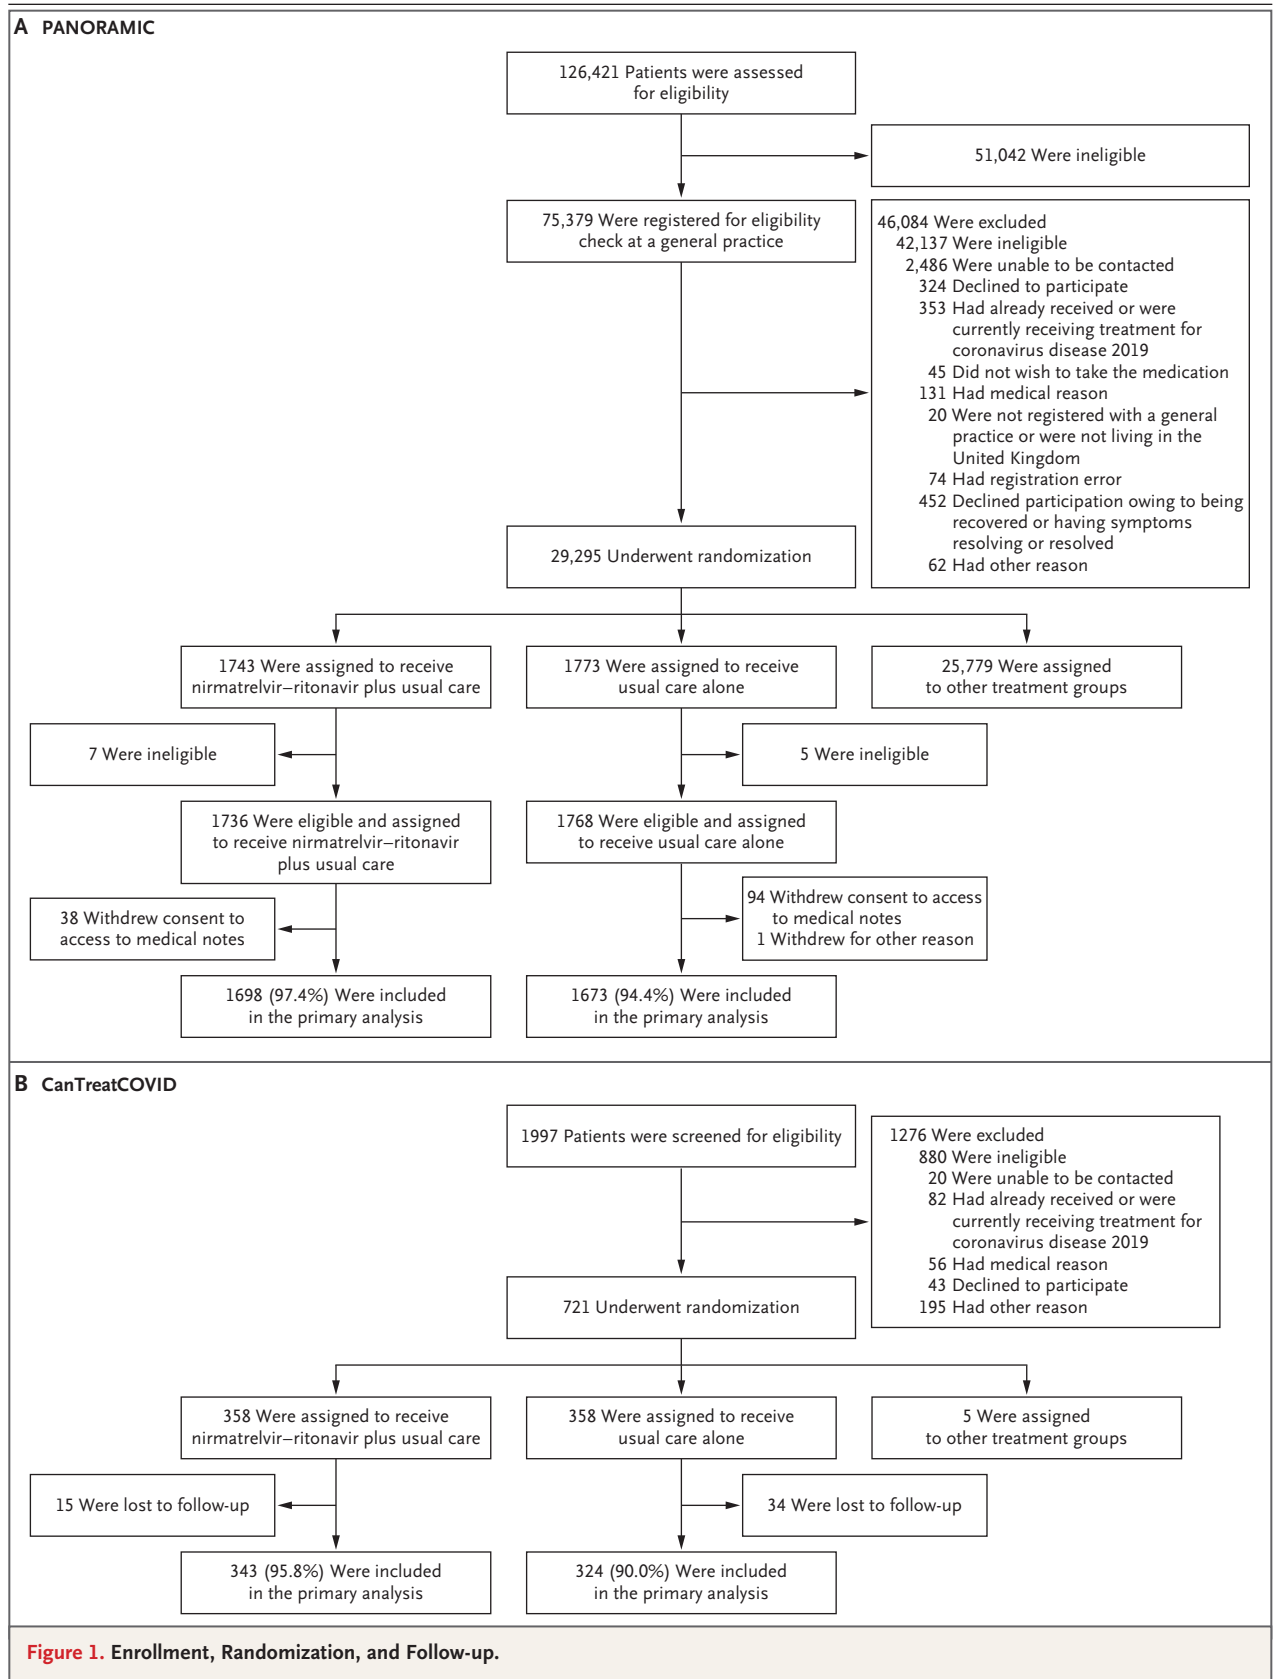 A PANORAMIC
126,421 Patients were assessed
for eligibility
51,042 Were ineligible
75,379 Were registered for eligibility
check at a general practice
46,084 Were excluded
42,137 Were ineligible
2,486 Were unable to be contacted
324 Declined to participate
353 Had already received or were
currently receiving treatment for
coronavirus disease 2019
45 Did not wish to take the medication
131 Had medical reason
20 Were not registered with a general
practice or were not living in the
United Kingdom
74 Had registration error
452 Declined participation owing to being
recovered or having symptoms
resolving or resolved
62 Had other reason
29,295 Underwent randomization
1743 Were assigned to receive
nirmatrelvir–ritonavir plus usual care
1773 Were assigned to receive
usual care alone
25,779 Were assigned
to other treatment groups
7 Were ineligible
5 Were ineligible
1736 Were eligible and assigned
to receive nirmatrelvir–ritonavir
plus usual care
1768 Were eligible and assigned
to receive usual care alone
38 Withdrew consent to
access to medical notes
94 Withdrew consent to access
to medical notes
1 Withdrew for other reason
1698 (97.4%) Were included
in the primary analysis
1673 (94.4%) Were included
in the primary analysis
B CanTreatCOVID
1997 Patients were screened for eligibility
1276 Were excluded
880 Were ineligible
20 Were unable to be contacted
82 Had already received or were
currently receiving treatment for
coronavirus disease 2019
56 Had medical reason
43 Declined to participate
195 Had other reason
721 Underwent randomization
358 Were assigned to receive
nirmatrelvir–ritonavir plus usual care
358 Were assigned to receive
usual care alone
5 Were assigned
to other treatment groups
15 Were lost to follow-up
34 Were lost to follow-up
343 (95.8%) Were included
in the primary analysis
324 (90.0%) Were included
in the primary analysis
Figure 1. Enrollment, Randomization, and Follow-up.